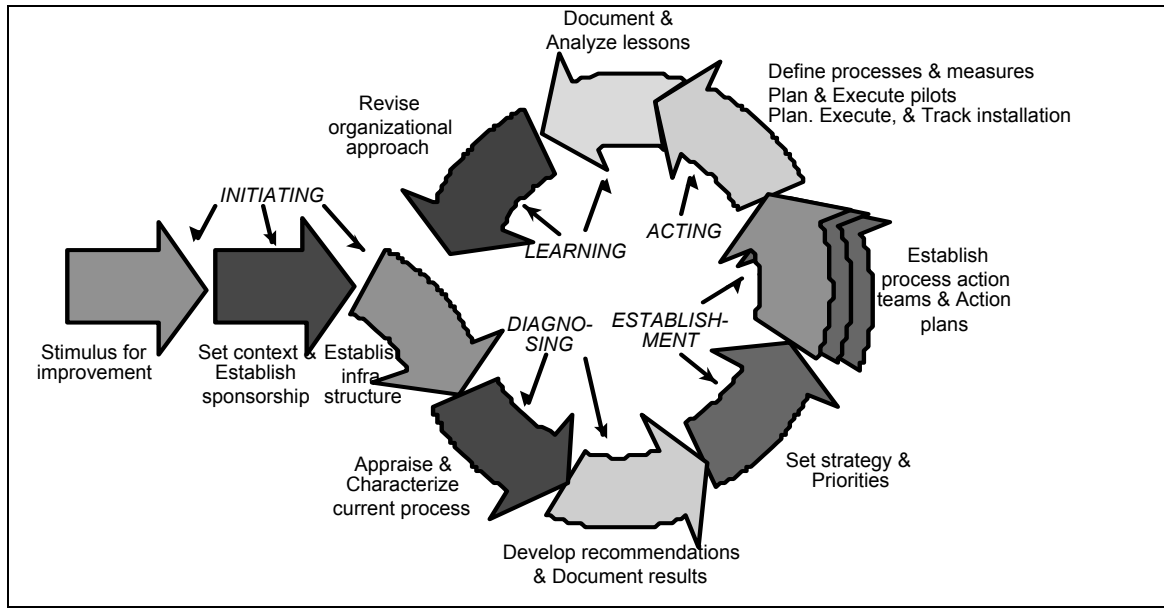 Document &
Analyze lessons
Define processes & measures
Plan & Execute pilots
Plan. Execute, & Track installation
Revise
organizational
approach
INITIATING
LEARNING
ACTING
Establish
process action
teams & Action
plans
DIAGNO-
SING
ESTABLISH-
MENT
Stimulus for
improvement
Set context &
Establish
sponsorship
Establis
infra
structure
Appraise &
Characterize
current process
Set strategy &
Priorities
Develop recommendations
& Document results